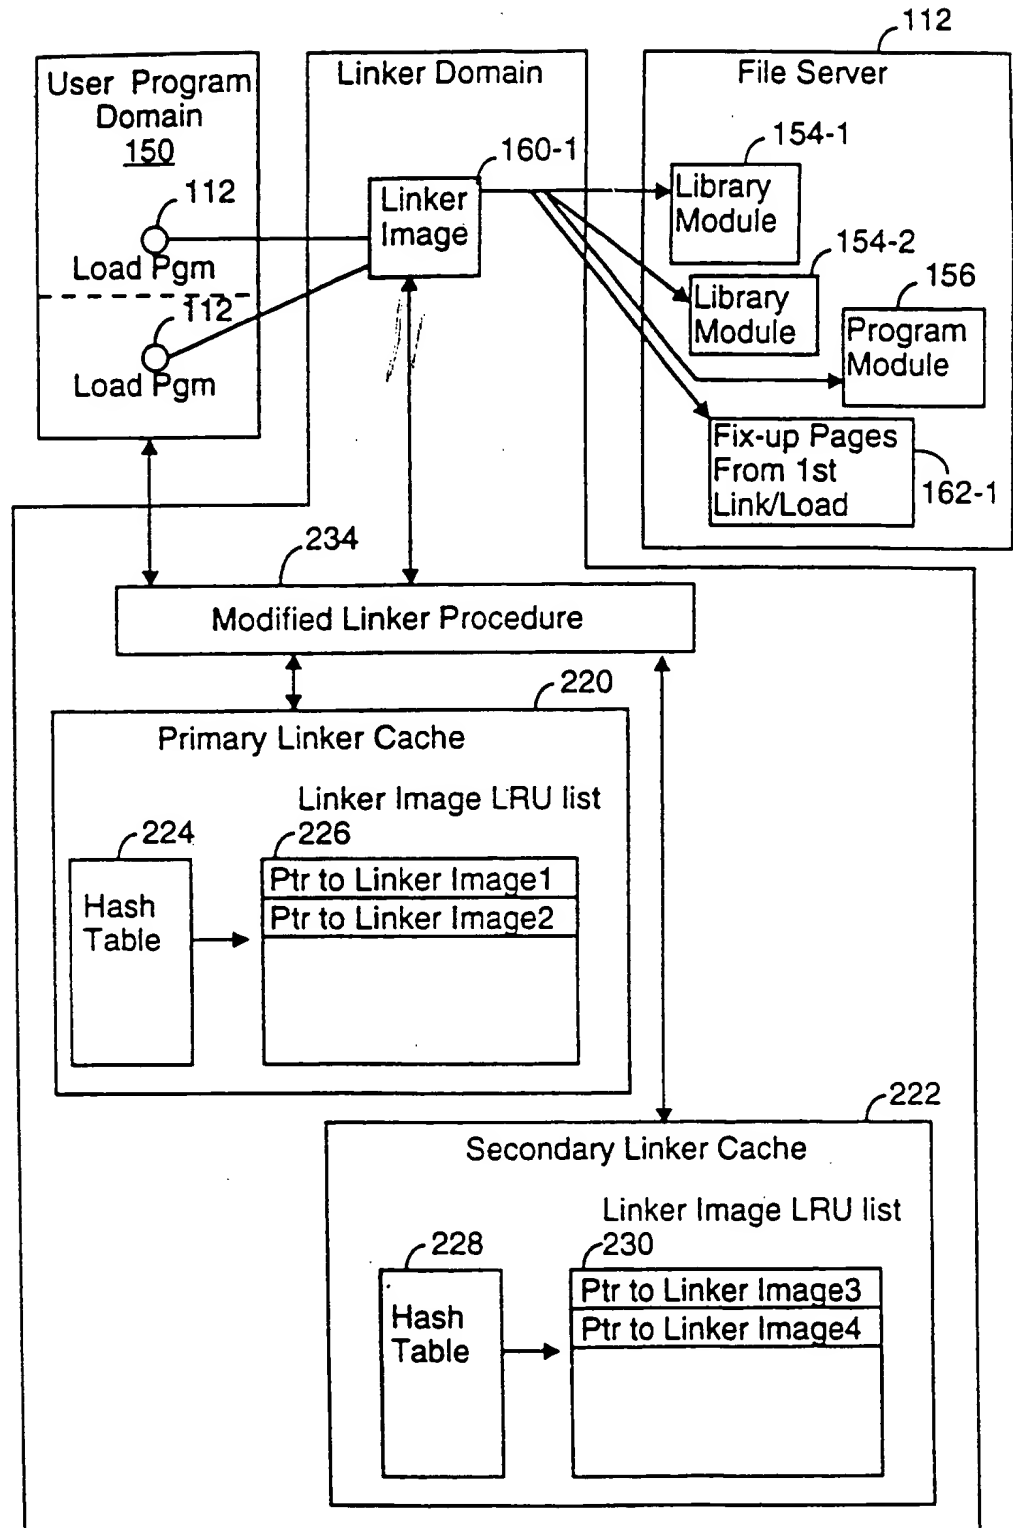 112
User Program
Domain
150
Linker Domain
File Server
160-1
154-1
112
Linker
Image
Library
Module
Load Pgm
154-2
156
112
Library
Module
Program
Module
Load Pgm
Fix-up Pages
From 1st
Link/Load
162-1
234
Modified Linker Procedure
220
Primary Linker Cache
Linker Image LRU list
224
226
Hash
Table
Ptr to Linker Image1
Ptr to Linker Image2
222
Secondary Linker Cache
Linker Image LRU list
228
230
Hash
Table
Ptr to Linker Image3
Ptr to Linker Image4